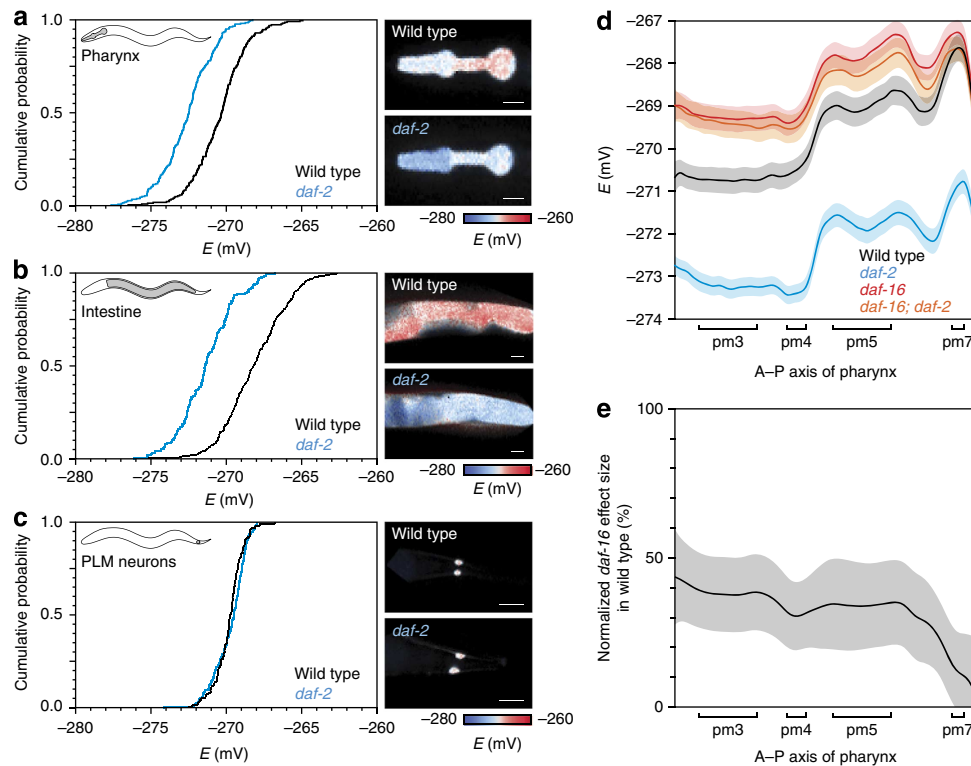 a
Cumulative probability
1.0
0.5
0.0
Pharynx
Wild type
daf-2
−280
−275
−270
−265
−260
E (mV)
Wild type
daf-2
−280
−260
E (mV)
b
Cumulative probability
1.0
0.5
0.0
Intestine
Wild type
daf-2
−280
−275
−270
−265
−260
E (mV)
Wild type
daf-2
−280
−260
E (mV)
c
Cumulative probability
1.0
0.5
0.0
PLM neurons
Wild type
daf-2
−280
−275
−270
−265
−260
E (mV)
Wild type
daf-2
−280
−260
E (mV)
d
E (mV)
−267
−268
−269
−270
−271
−272
−273
−274
Wild type
daf-2
daf-16
daf-16; daf-2
pm3 pm4 pm5 pm7
A–P axis of pharynx
e
Normalized daf-16 effect size
in wild type (%)
100
50
0
pm3 pm4 pm5 pm7
A–P axis of pharynx